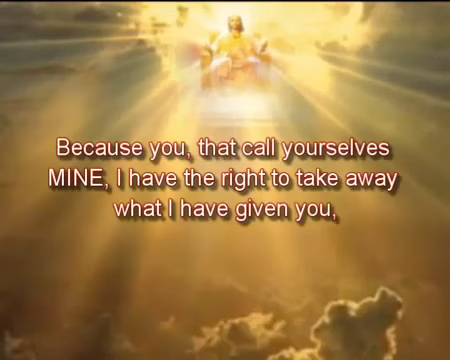 Because you, that call yourselves
MINE, I have the right to take away
what I have given you,